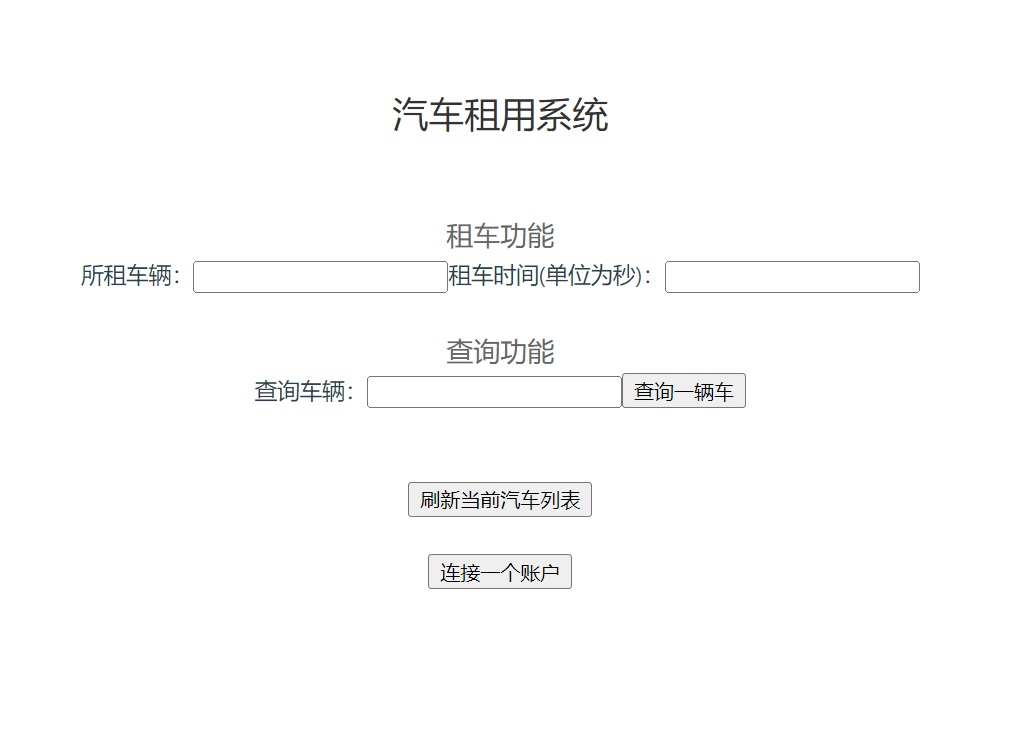 汽车租用系统
租车功能
所租车辆：租车时间(单位为秒)：
查询功能
查询车辆：查询一辆车
刷新当前汽车列表
连接一个账户